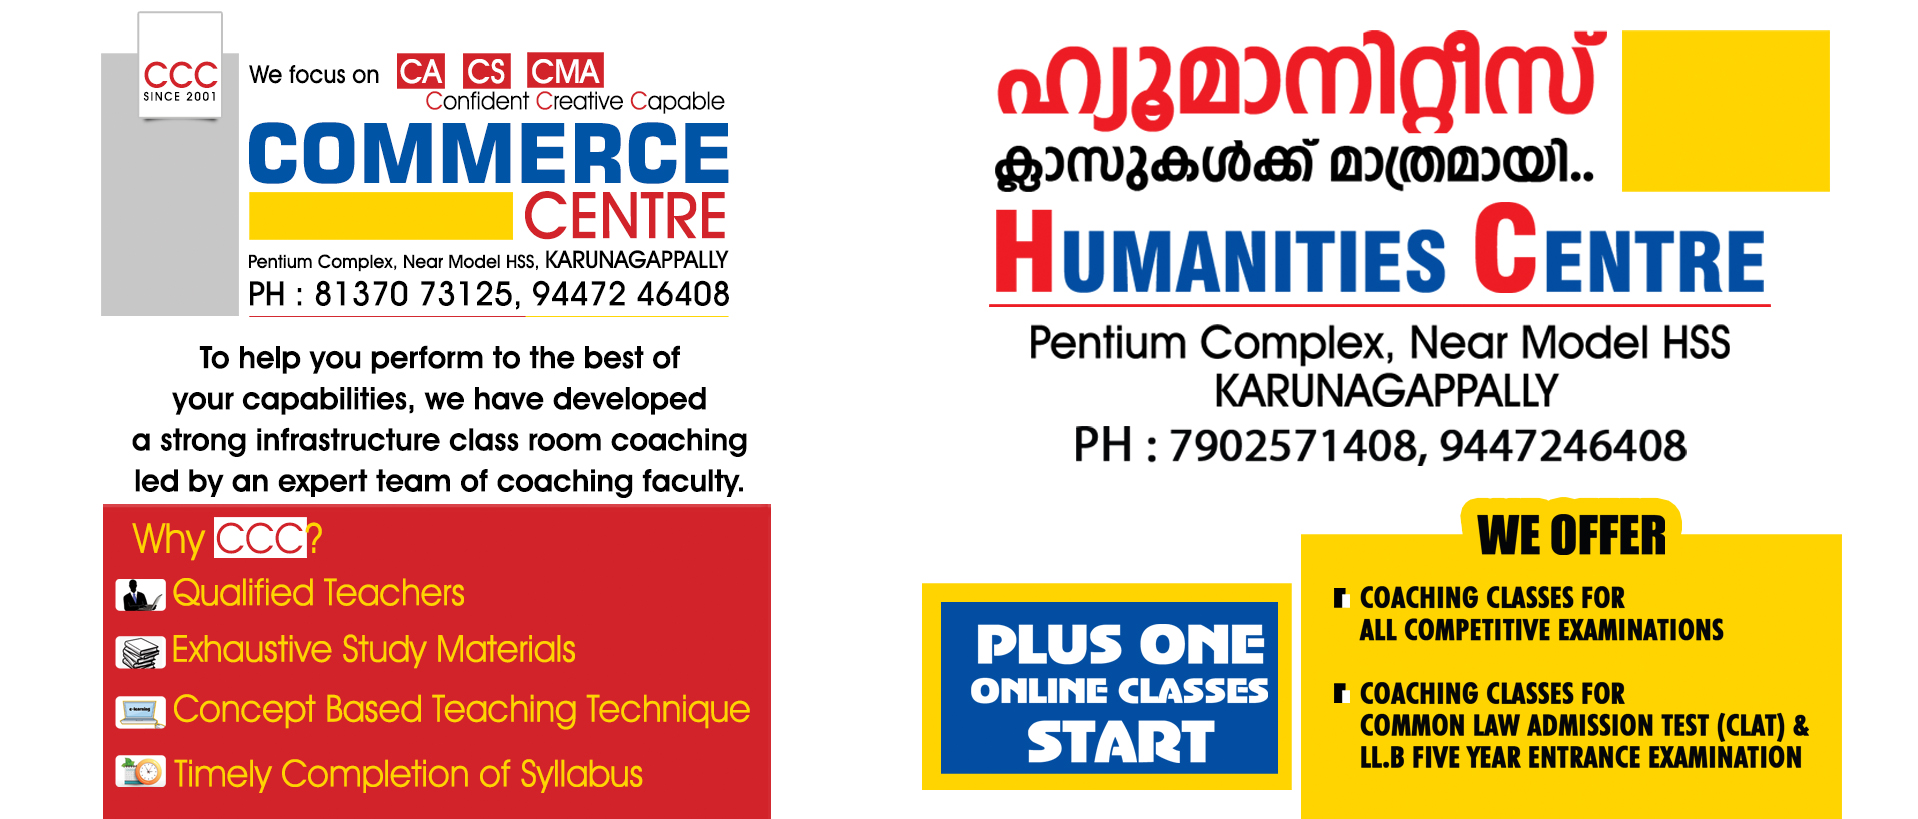 CCC
SINCE 2001
We focus on CA CS CMA
Confident Creative Capable
COMMERCE
CENTRE
Pentium Complex, Near Model HSS, KARUNAGAPPALLY
PH : 81370 73125, 94472 46408
To help you perform to the best of
your capabilities, we have developed
a strong infrastructure class room coaching
led by an expert team of coaching faculty.
Why CCC?
Qualified Teachers
Exhaustive Study Materials
e-learning
Concept Based Teaching Technique
Timely Completion of Syllabus
ഹ്യൂമാനിറ്റീസ്
ക്ലാസുകൾക്ക് മാത്രമായി..
HUMANITIES CENTRE
Pentium Complex, Near Model HSS
KARUNAGAPPALLY
PH : 7902571408, 9447246408
PLUS ONE
ONLINE CLASSES
START
WE OFFER
COACHING CLASSES FOR
ALL COMPETITIVE EXAMINATIONS
COACHING CLASSES FOR
COMMON LAW ADMISSION TEST (CLAT) &
LL.B FIVE YEAR ENTRANCE EXAMINATION